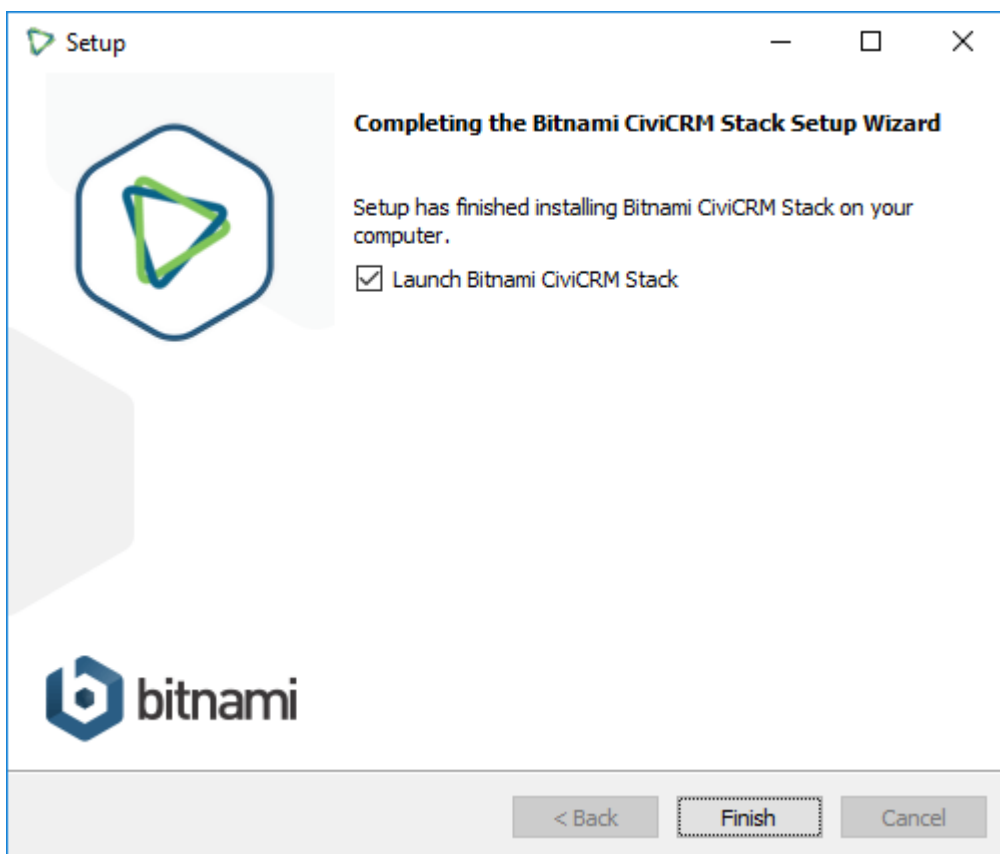 Setup
Completing the Bitnami CiviCRM Stack Setup Wizard
Setup has finished installing Bitnami CiviCRM Stack on your
computer.
Launch Bitnami CiviCRM Stack
bitnami
< Back
Finish
Cancel